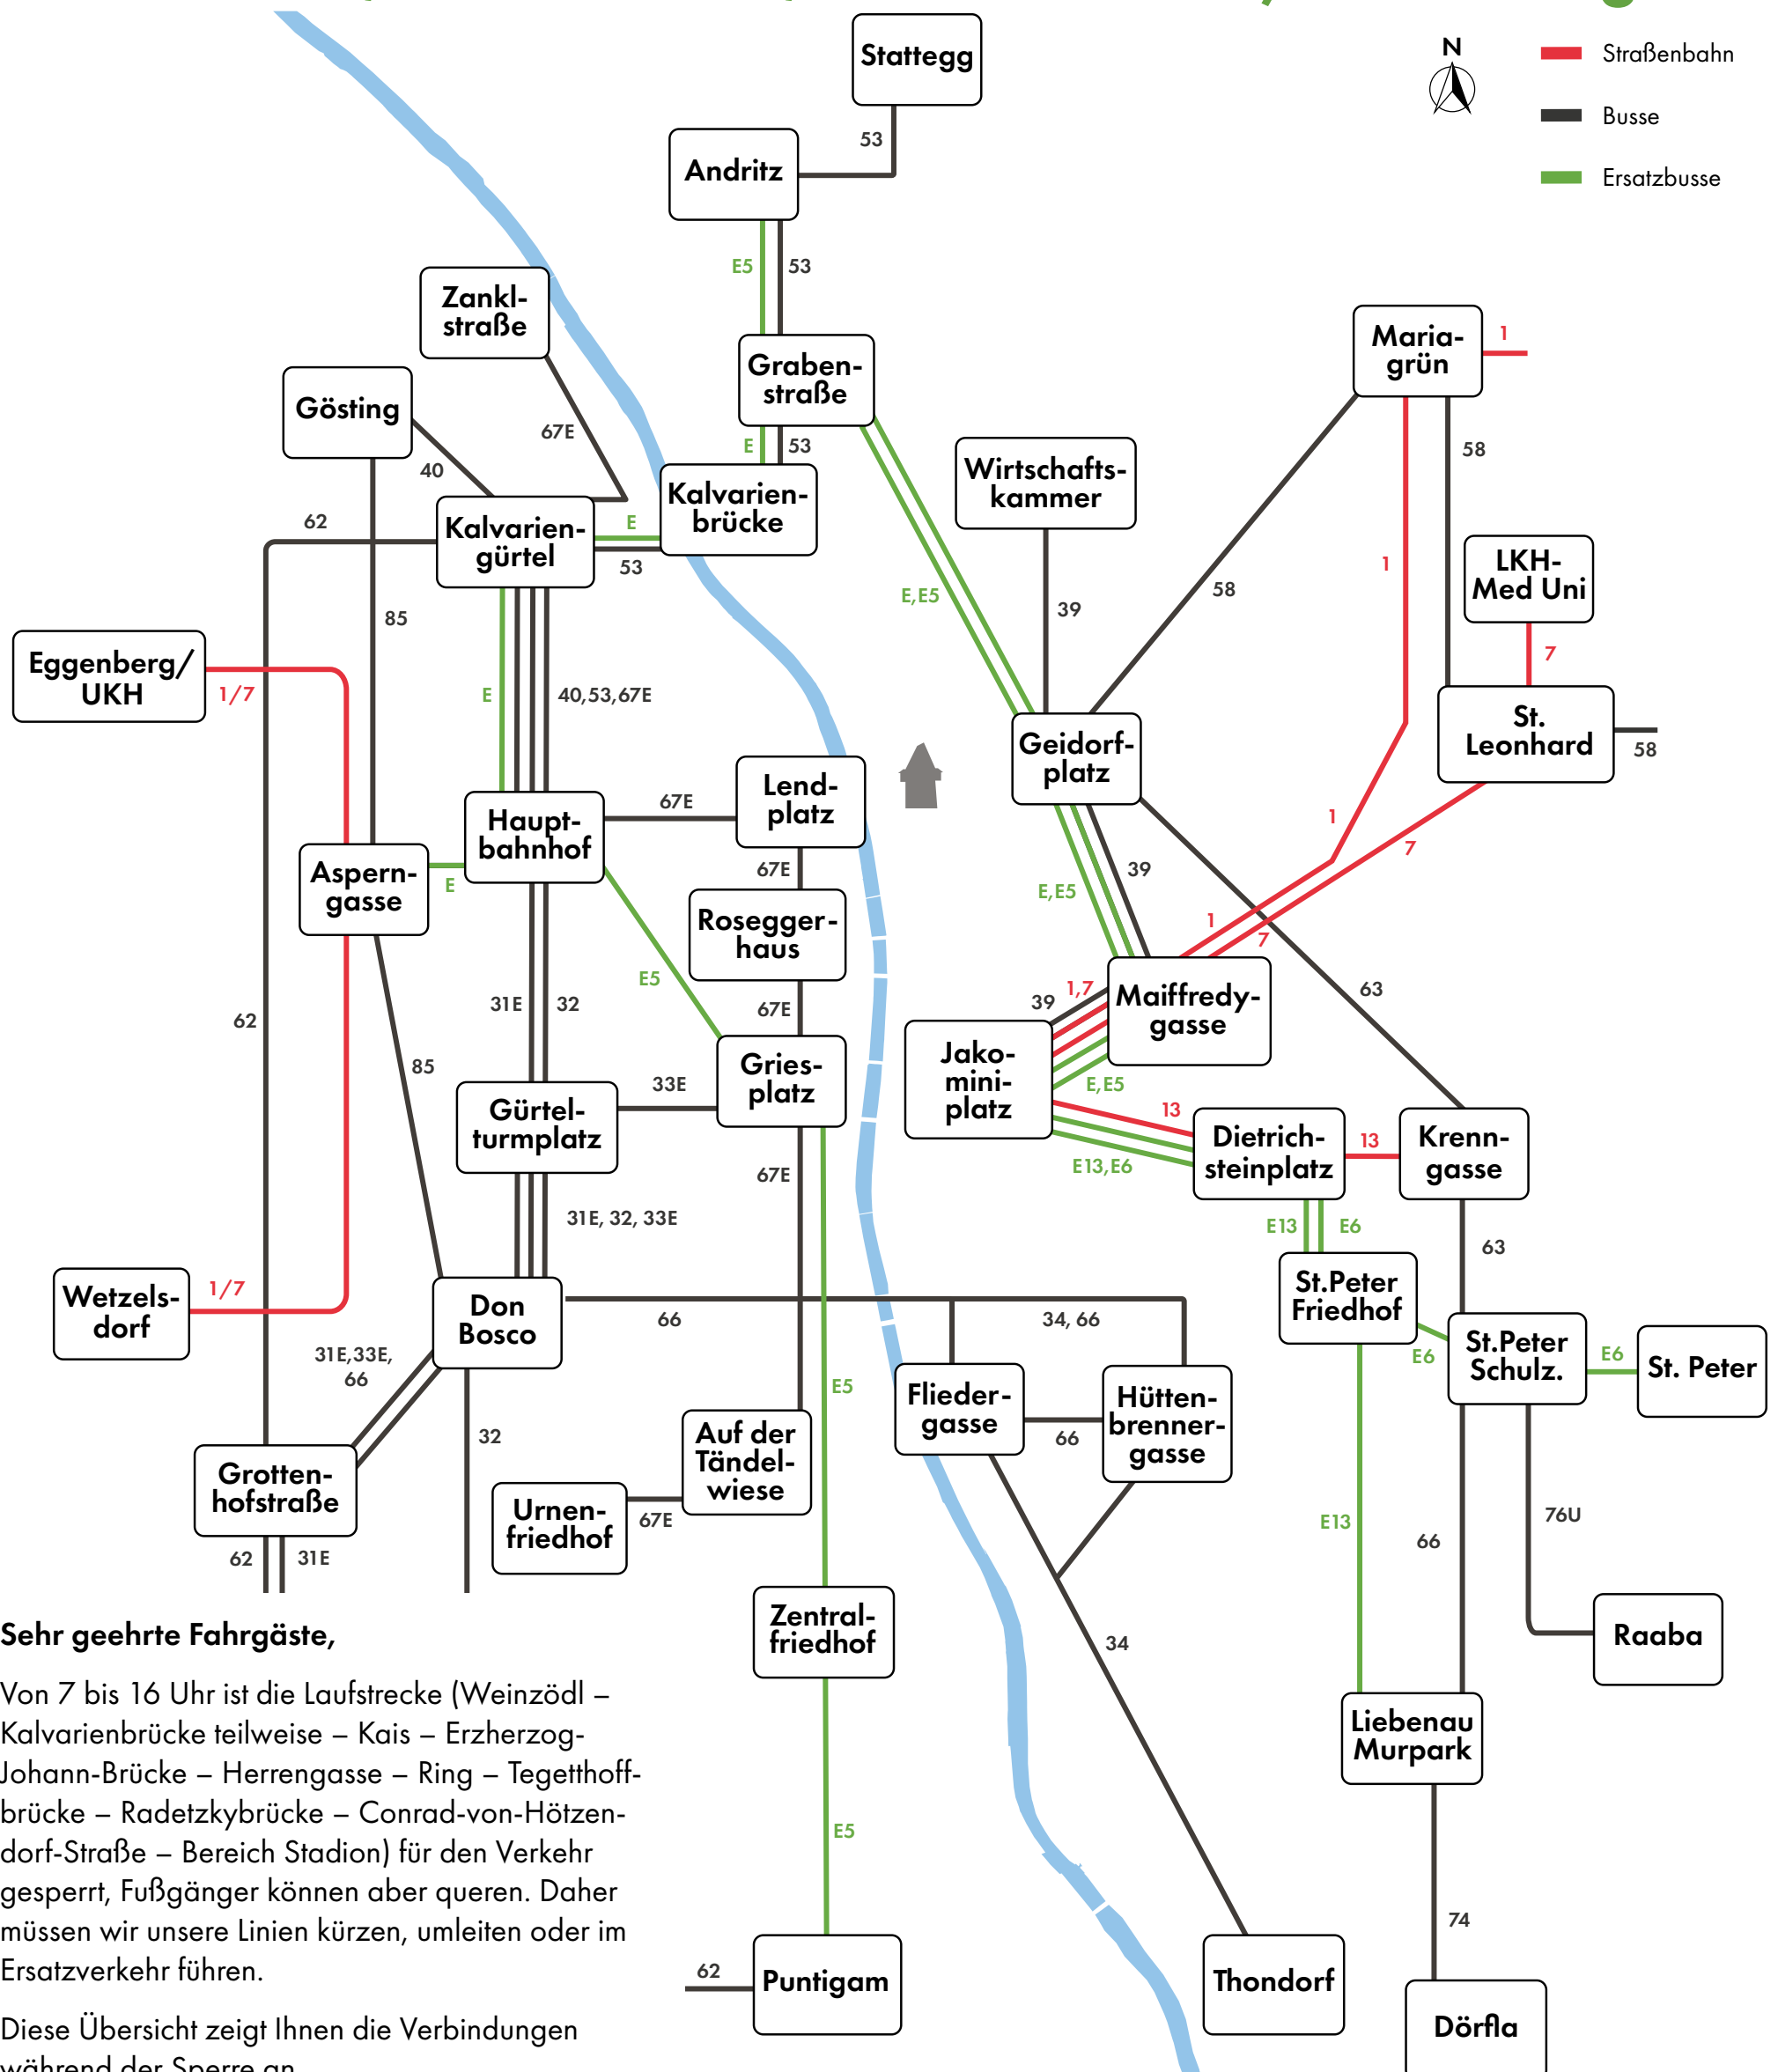 Stattegg
N
Straßenbahn
Busse
Ersatzbusse
53
Andritz
E5
53
Zankl-
straße
Maria-
grün
1
Graben-
straße
Gösting
67E
E
53
58
40
Wirtschafts-
kammer
Kalvarien-
brücke
62
Kalvarien-
gürtel
E
53
1
LKH-
Med Uni
E,E5
58
39
85
7
Eggenberg/
UKH
1/7
E
40,53,67E
St.
Leonhard
58
Geidorf-
platz
Lend-
platz
67E
Haupt-
bahnhof
1
7
67E
39
Aspern-
gasse
E
E,E5
Rosegger-
haus
1
7
E5
63
1,7
39
Maiffredy-
gasse
31E
32
67E
62
Jako-
mini-
platz
Gries-
platz
85
33E
E,E5
Gürtel-
turmplatz
13
Dietrich-
steinplatz
13
Krenn-
gasse
E13,E6
67E
31E, 32, 33E
E13
E6
63
Wetzels-
dorf
1/7
Don
Bosco
St.Peter
Friedhof
66
34, 66
31E,33E,
66
E6
St.Peter
Schulz.
E6
St. Peter
E5
Flieder-
gasse
66
Hütten-
brenner-
gasse
32
Auf der
Tändel-
wiese
Grotten-
hofstraße
Urnen-
friedhof
67E
E13
66
76U
62
31E
Zentral-
friedhof
34
Raaba
Sehr geehrte Fahrgäste,
Von 7 bis 16 Uhr ist die Laufstrecke (Weinzödl –
Kalvarienbrücke teilweise – Kais – Erzherzog-
Johann-Brücke – Herrengasse – Ring – Tegetthoff-
brücke – Radetzkybrücke – Conrad-von-Hötzen-
dorf-Straße – Bereich Stadion) für den Verkehr
gesperrt, Fußgänger können aber queren. Daher
müssen wir unsere Linien kürzen, umleiten oder im
Ersatzverkehr führen.
Diese Übersicht zeigt Ihnen die Verbindungen
während der Sperre an.
Liebenau
Murpark
E5
74
62
Puntigam
Thondorf
Dörfla